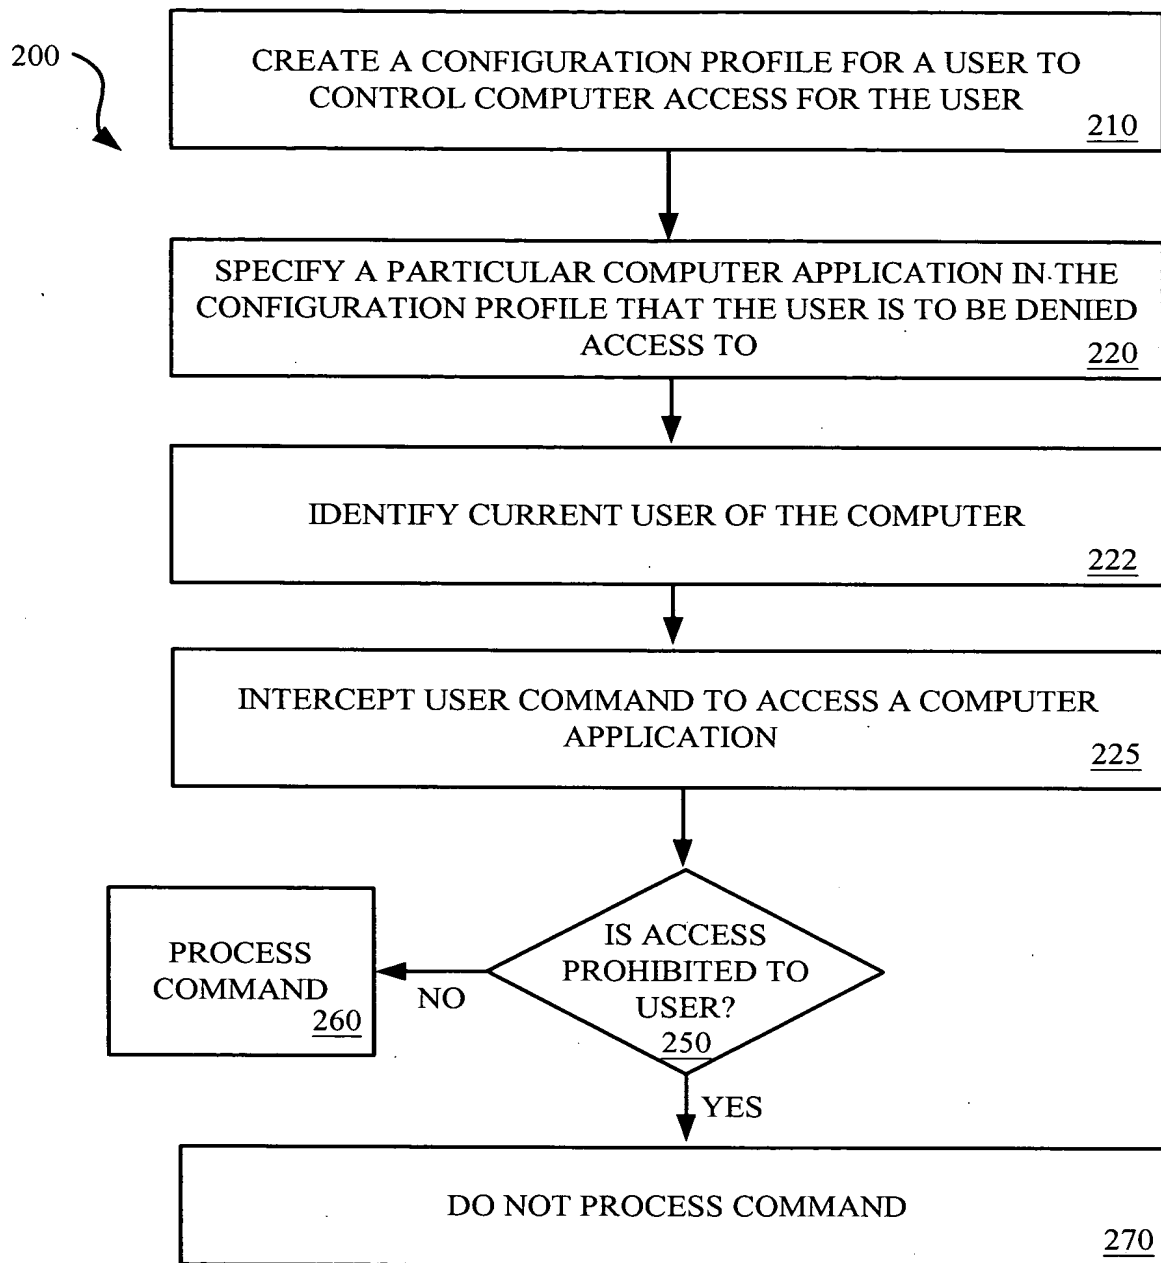 200
CREATE A CONFIGURATION PROFILE FOR A USER TO
CONTROL COMPUTER ACCESS FOR THE USER
210
SPECIFY A PARTICULAR COMPUTER APPLICATION IN THE
CONFIGURATION PROFILE THAT THE USER IS TO BE DENIED
ACCESS TO
220
IDENTIFY CURRENT USER OF THE COMPUTER
222
INTERCEPT USER COMMAND TO ACCESS A COMPUTER
APPLICATION
225
IS ACCESS
PROHIBITED TO
USER?
250
NO
PROCESS
COMMAND
260
YES
DO NOT PROCESS COMMAND
270